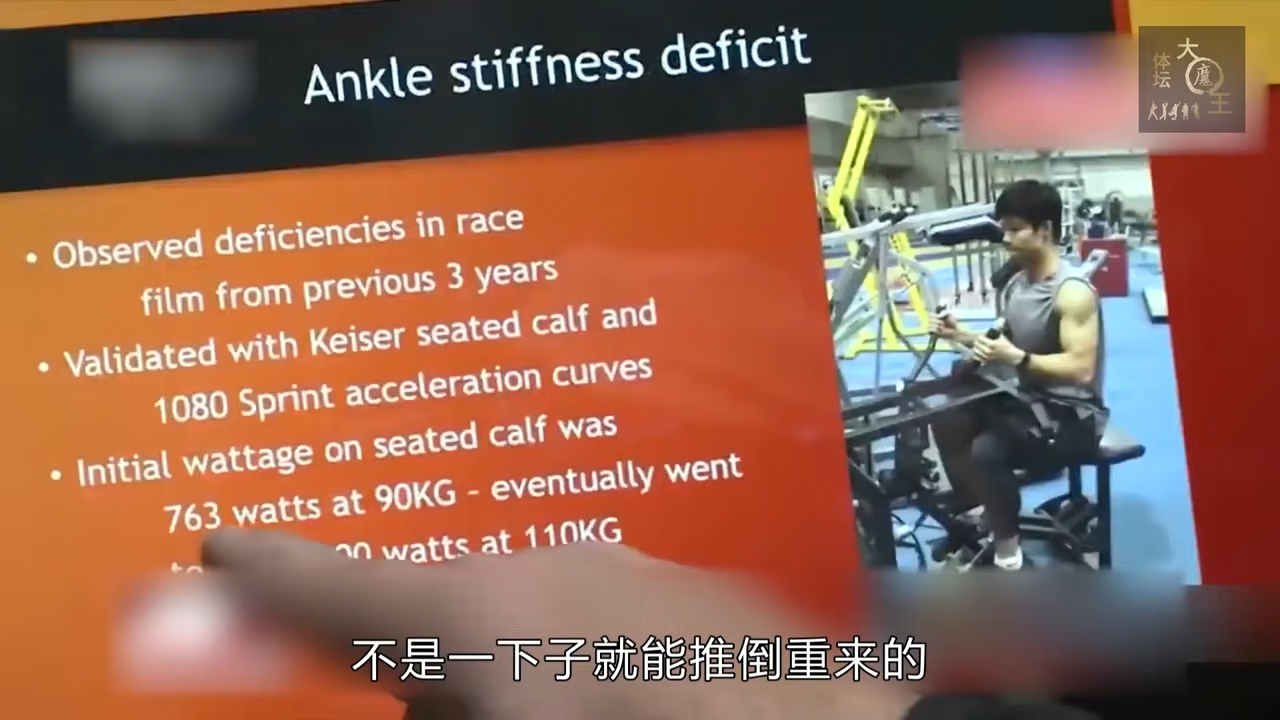 Ankle stiffness deficit
体坛
大魔王
• Observed deficiencies in race
film from previous 3 years
• Validated with Keiser seated calf and
1080 Sprint acceleration curves
• Initial wattage on seated calf was
763 watts at 90KG - eventually went
to 00 watts at 110KG
不是一下子就能推倒重来的